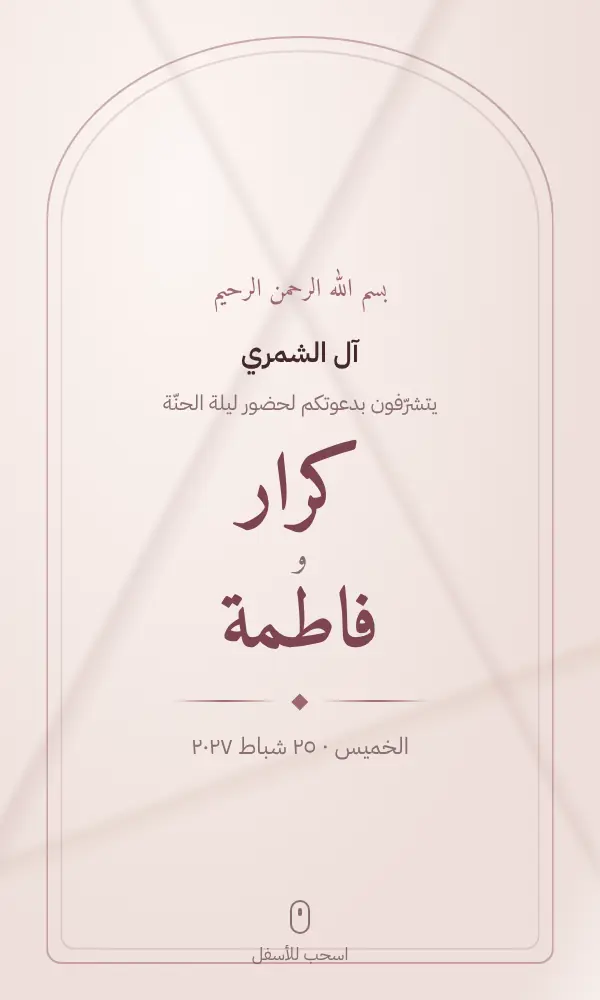 بسم الله الرحمن الرحيم
آل الشمري
يتشرّفون بدعوتكم لحضور ليلة الحنّة
كرار
و
فاطمة
الخميس · ٢٥ شباط ٢٠٢٧
اسحب للأسفل